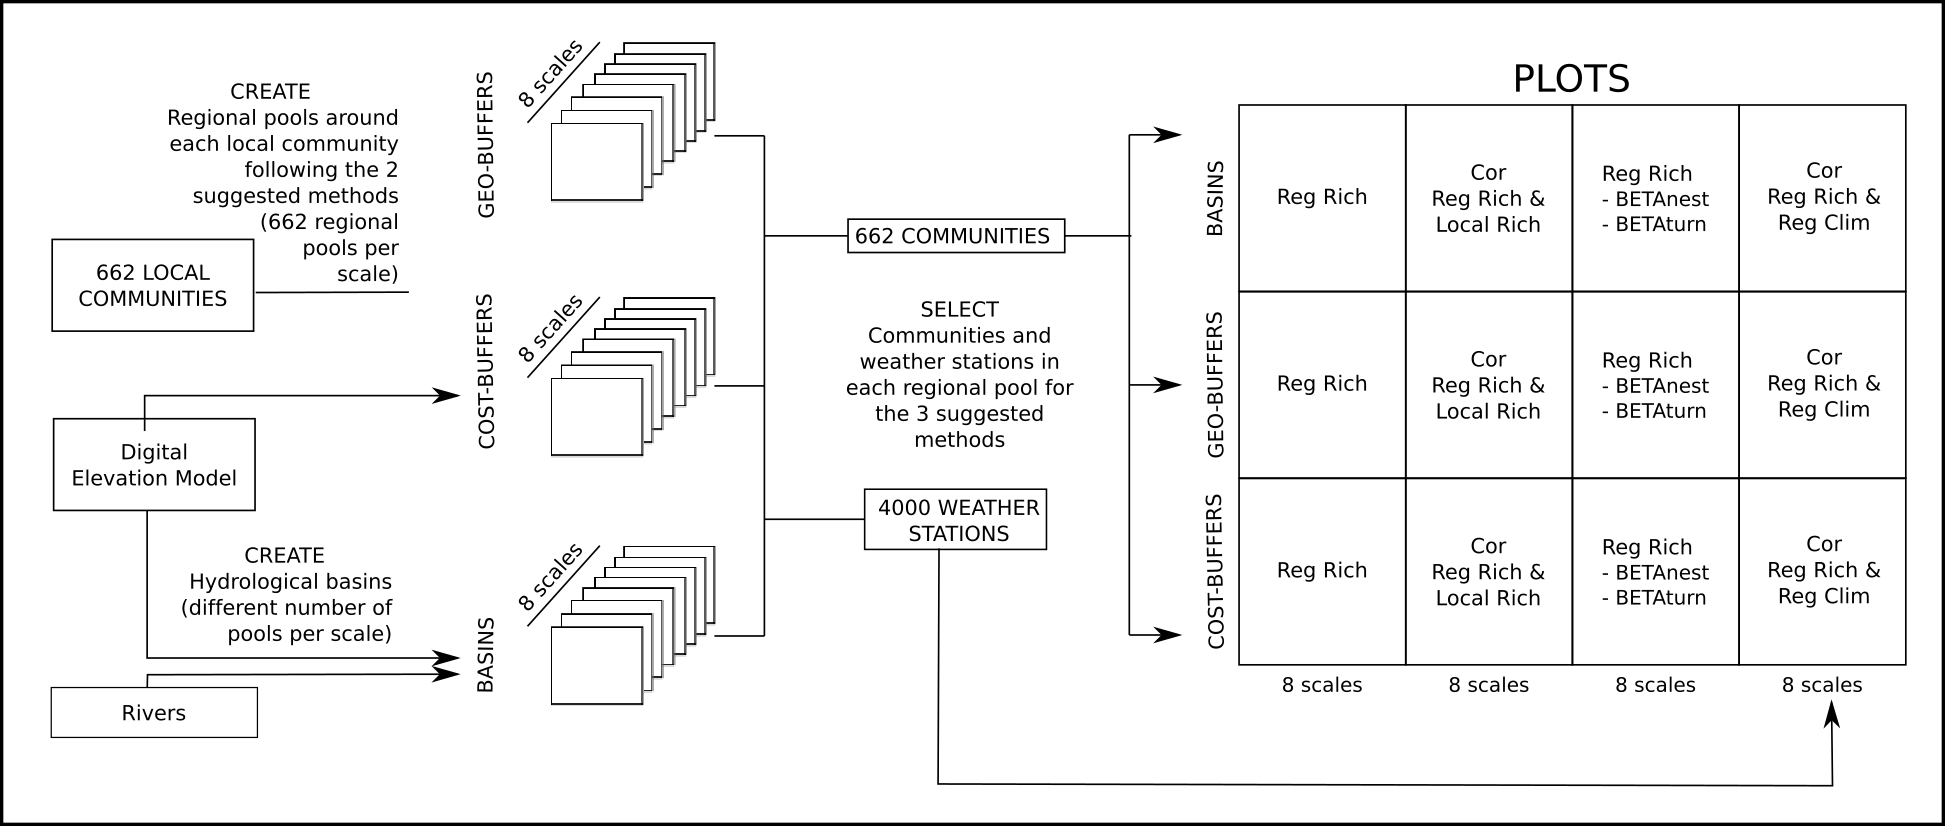 CREATE
Regional pools around
each local community
following the 2
suggested methods
(662 regional
pools per
scale)
662 LOCAL
COMMUNITIES
Digital
Elevation Model
CREATE
Hydrological basins
(different number of
pools per scale)
Rivers
GEO-BUFFERS
8 scales
COST-BUFFERS
8 scales
BASINS
8 scales
662 COMMUNITIES
SELECT
Communities and
weather stations in
each regional pool for
the 3 suggested
methods
4000 WEATHER
STATIONS
PLOTS
BASINS
Reg Rich
Cor
Reg Rich &
Local Rich
Reg Rich
- BETAnest
- BETAturn
Cor
Reg Rich &
Reg Clim
GEO-BUFFERS
Reg Rich
Cor
Reg Rich &
Local Rich
Reg Rich
- BETAnest
- BETAturn
Cor
Reg Rich &
Reg Clim
COST-BUFFERS
Reg Rich
Cor
Reg Rich &
Local Rich
Reg Rich
- BETAnest
- BETAturn
Cor
Reg Rich &
Reg Clim
8 scales
8 scales
8 scales
8 scales